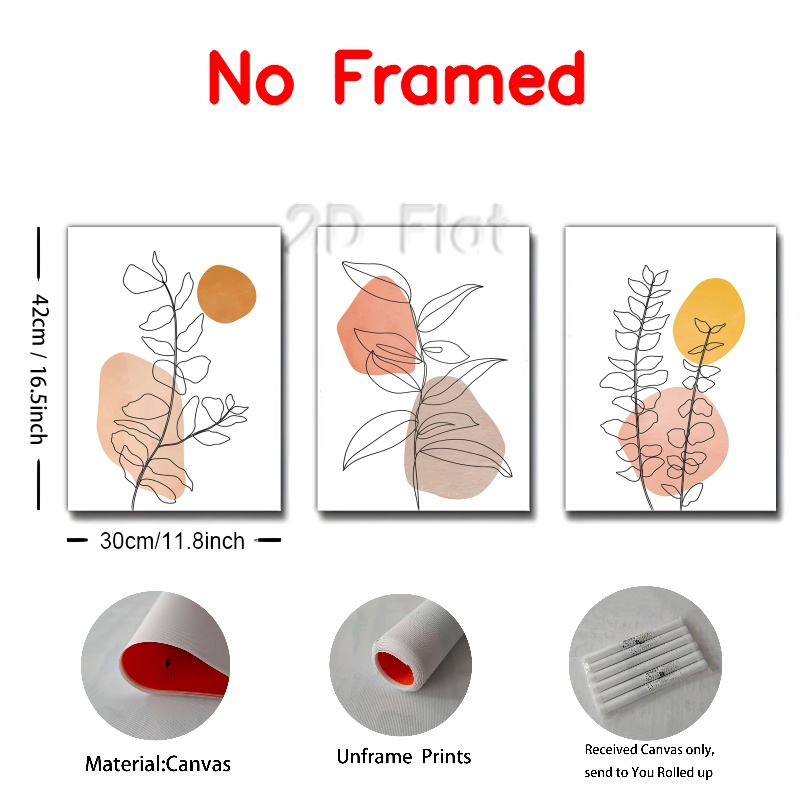 No Framed
2D Flat
42cm / 16.5inch
30cm/11.8inch
Material:Canvas
Unframe Prints
Received Canvas only,
send to You Rolled up